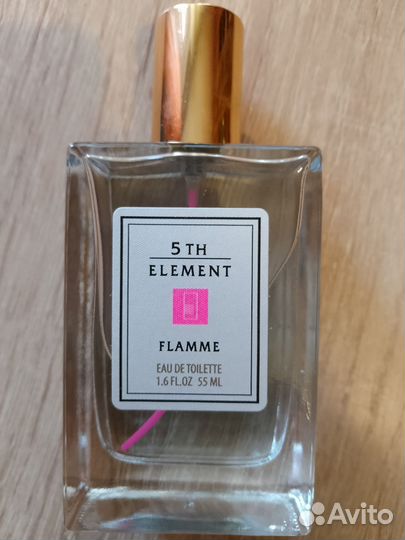 5 TH
ELEMENT
FLAMME
EAU DE TOILETTE
1.6 FL.OZ 55 ML
Avito